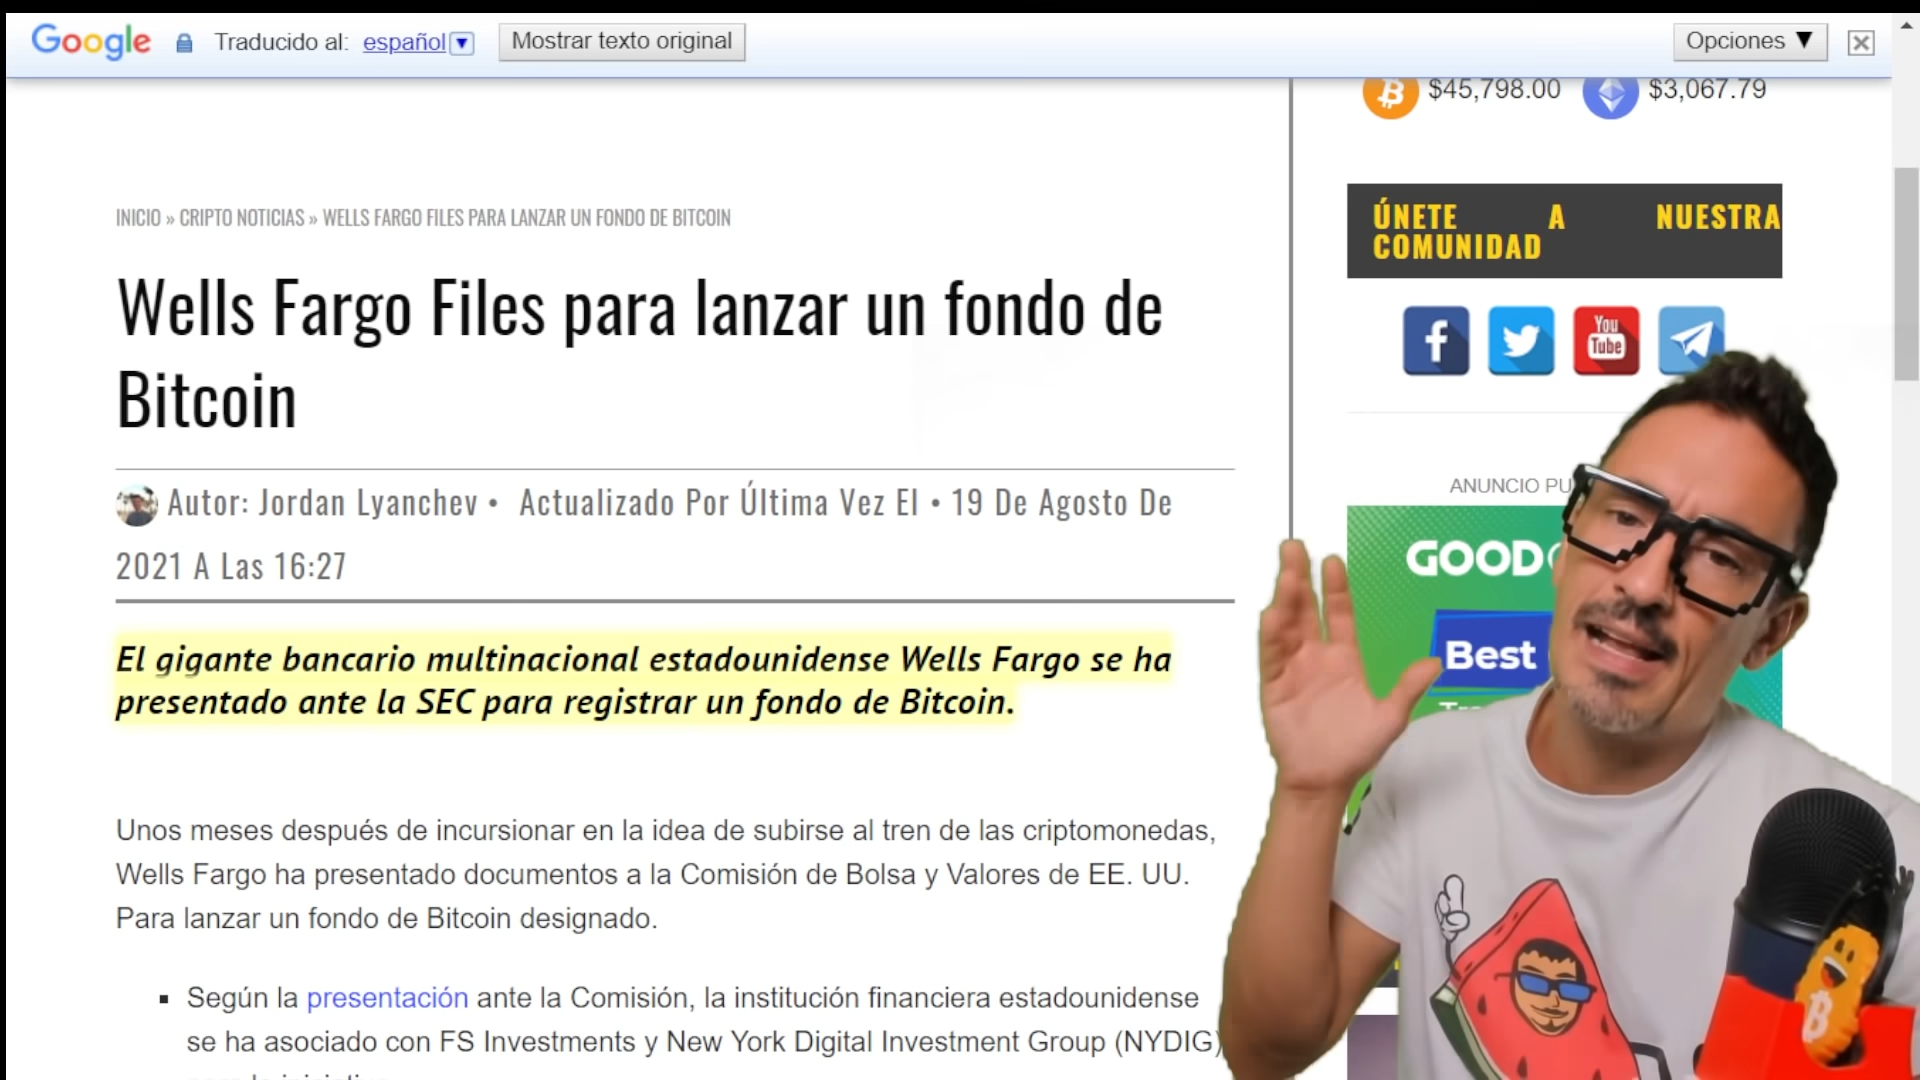 Google Traducido al: español Mostrar texto original Opciones
$45,798.00 $3,067.79
INICIO » CRIPTO NOTICIAS » WELLS FARGO FILES PARA LANZAR UN FONDO DE BITCOIN
Wells Fargo Files para lanzar un fondo de
Bitcoin
Autor: Jordan Lyanchev • Actualizado Por Última Vez El • 19 De Agosto De
2021 A Las 16:27
El gigante bancario multinacional estadounidense Wells Fargo se ha
presentado ante la SEC para registrar un fondo de Bitcoin.
Unos meses después de incursionar en la idea de subirse al tren de las criptomonedas,
Wells Fargo ha presentado documentos a la Comisión de Bolsa y Valores de EE. UU.
Para lanzar un fondo de Bitcoin designado.
▪ Según la presentación ante la Comisión, la institución financiera estadounidense
se ha asociado con FS Investments y New York Digital Investment Group (NYDIG)
ÚNETE A NUESTRA
COMUNIDAD
You
Tube
ANUNCIO
GOOD
Best